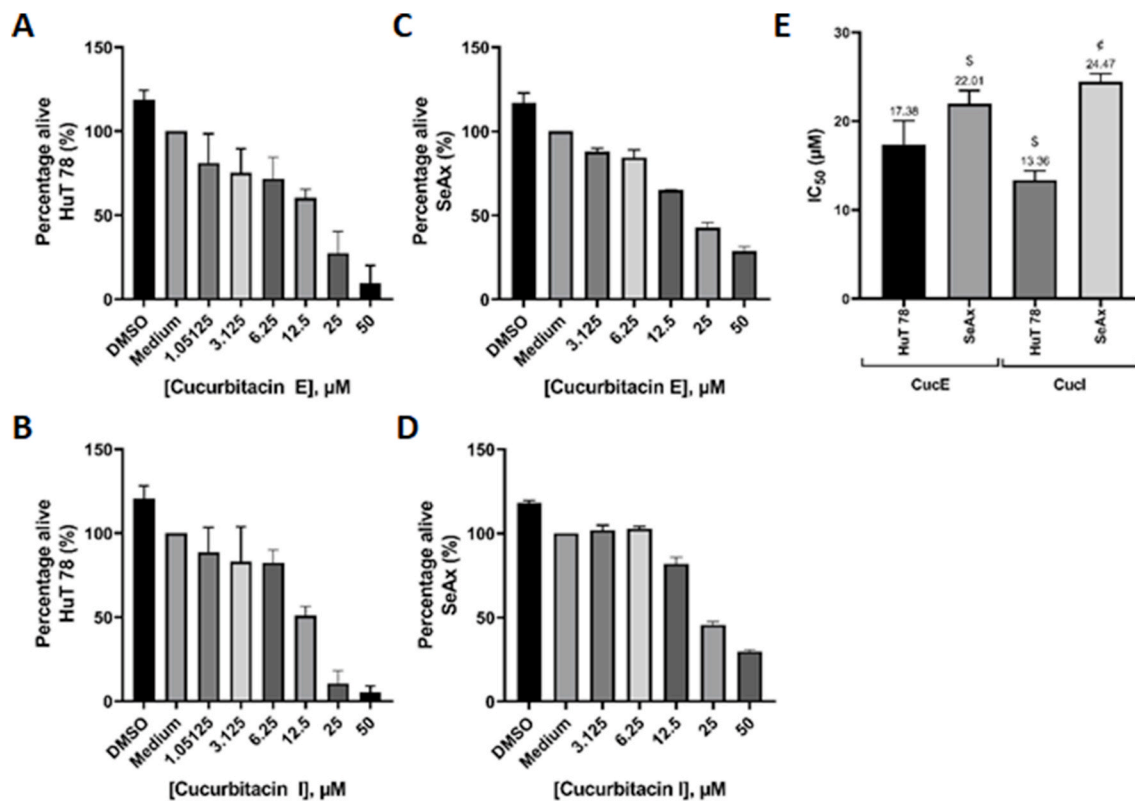 A
Percentage alive
HuT 78 (%)
150
100
50
0
DMSO
Medium
1.05125
3.125
6.25
12.5
25
50
[Cucurbitacin E], µM
C
Percentage alive
SeAx (%)
150
100
50
0
DMSO
Medium
3.125
6.25
12.5
25
50
[Cucurbitacin E], µM
E
IC50 (µM)
30
20
10
0
17.38
$
22.01
$
13.36
¢
24.47
HuT 78
SeAx
HuT 78
SeAx
CucE
CucI
B
Percentage alive
HuT 78 (%)
150
100
50
0
DMSO
Medium
1.05125
3.125
6.25
12.5
25
50
[Cucurbitacin I], µM
D
Percentage alive
SeAx (%)
150
100
50
0
DMSO
Medium
3.125
6.25
12.5
25
50
[Cucurbitacin I], µM